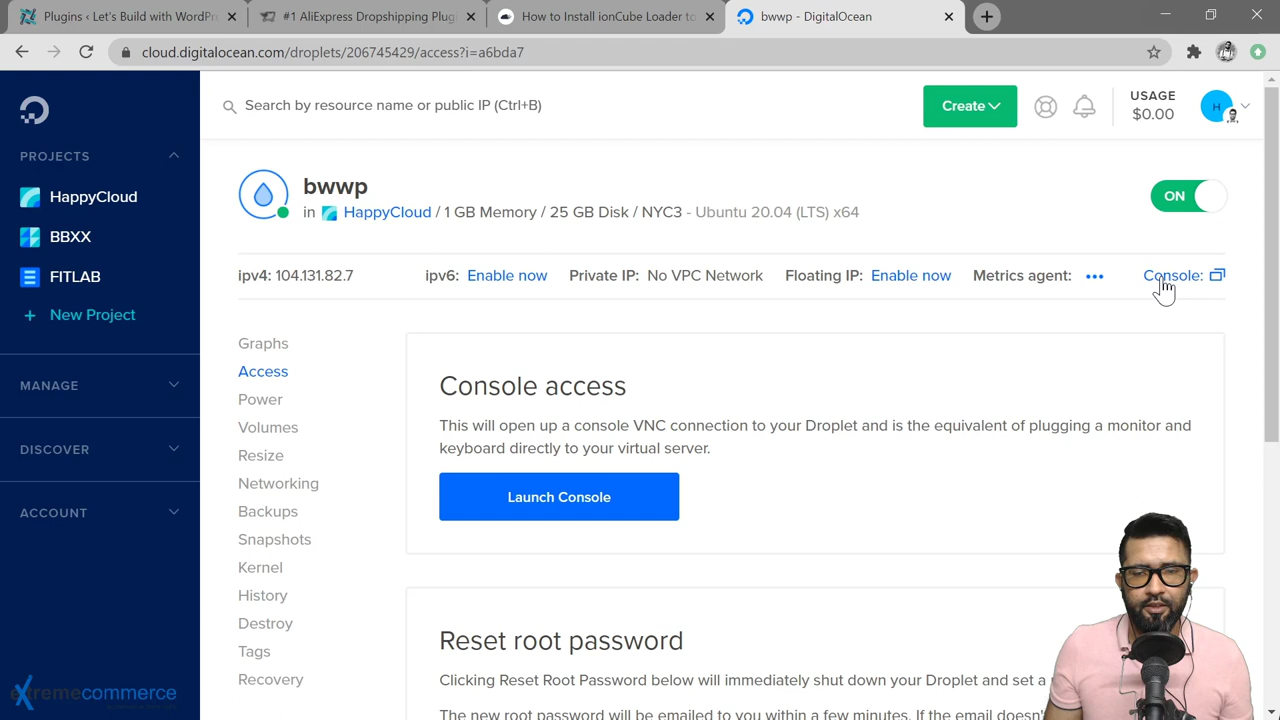 Plugins ‹ Let's Build with WordPr
#1 AliExpress Dropshipping Plug
How to Install ionCube Loader to
bwwp - DigitalOcean
cloud.digitalocean.com/droplets/206745429/access?i=a6bda7
PROJECTS
HappyCloud
BBXX
FITLAB
+ New Project
MANAGE
DISCOVER
ACCOUNT
Search by resource name or public IP (Ctrl+B)
Create
USAGE
$0.00
H
bwwp
in HappyCloud / 1 GB Memory / 25 GB Disk / NYC3 - Ubuntu 20.04 (LTS) x64
ON
ipv4: 104.131.82.7 ipv6: Enable now Private IP: No VPC Network Floating IP: Enable now Metrics agent: ••• Console:
Graphs
Access
Power
Volumes
Resize
Networking
Backups
Snapshots
Kernel
History
Destroy
Tags
Recovery
Console access
This will open up a console VNC connection to your Droplet and is the equivalent of plugging a monitor and
keyboard directly to your virtual server.
Launch Console
Reset root password
Clicking Reset Root Password below will immediately shut down your Droplet and set a
The new root password will be emailed to you within a few minutes. If the email doesn'
extremecommerce